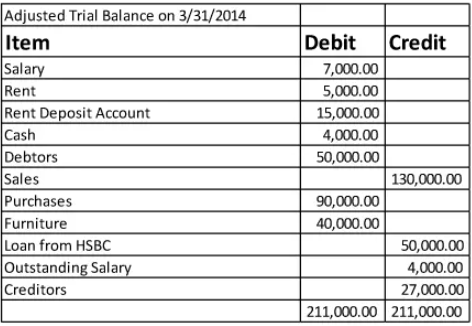 Adjusted Trial Balance on 3/31/2014
Item Debit Credit
Salary 7,000.00
Rent 5,000.00
Rent Deposit Account 15,000.00
Cash 4,000.00
Debtors 50,000.00
Sales 130,000.00
Purchases 90,000.00
Furniture 40,000.00
Loan from HSBC 50,000.00
Outstanding Salary 4,000.00
Creditors 27,000.00
211,000.00 211,000.00